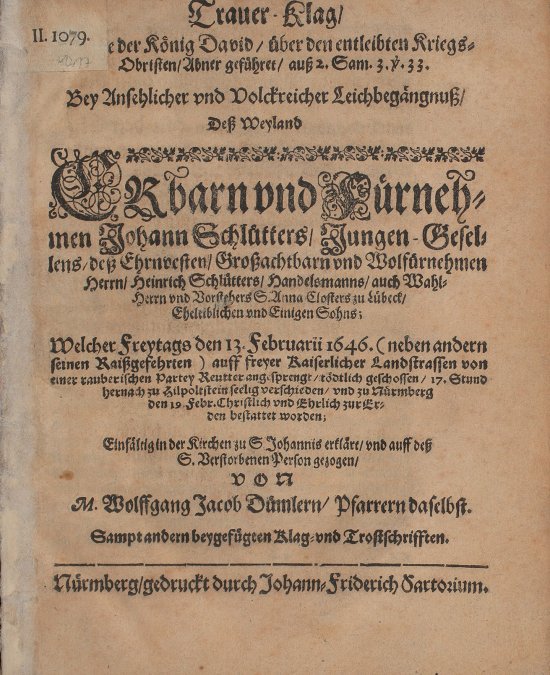 Trauer-Klag/
II. 1079.
der König David/ über den entleibten Kriegs-
Obristen/ Abner geführet/ auß 2. Sam. 3. ỳ. 33.
Bey Ansehlicher vnd Volckreicher Leichbegängnuß/
Deß Weyland
ERbarn vnd Fürneh-
men Johann Schlütters/ Jungen-Gesel-
lens/ deß Ehrnvesten/ Großachtbarn vnd Wolfürnehmen
Herrn/ Heinrich Schlütters/ Handelsmanns/ auch Wahl-
Herrn vnd Vorstehers S. Anna Closters zu Lübeck/
Eheleiblichen vnd Einigen Sohns;
Welcher Freytags den 13. Februarii 1646. (neben andern
seinen Raißgefehrten) auff freyer Kaiserlicher Landstrassen von
einer rauberischen Partey Reutter angesprengt/ tödtlich geschossen/ 17. Stund
hernach zu Hilpoltstein seelig verschieden/ vnd zu Nürmberg
den 19. Febr. Christlich vnd Ehrlich zur Er-
den bestattet worden;
Einfältig in der Kirchen zu S. Johannis erkläret/ vnd auff deß
S. Verstorbenen Person gezogen/
von
M. Wolffgang Jacob Dümlern/ Pfarrern daselbst.
Sampt andern beygefügten Klag- vnd Trostschrifften.
Nürmberg/ gedruckt durch Johann-Friderich Sartorium.